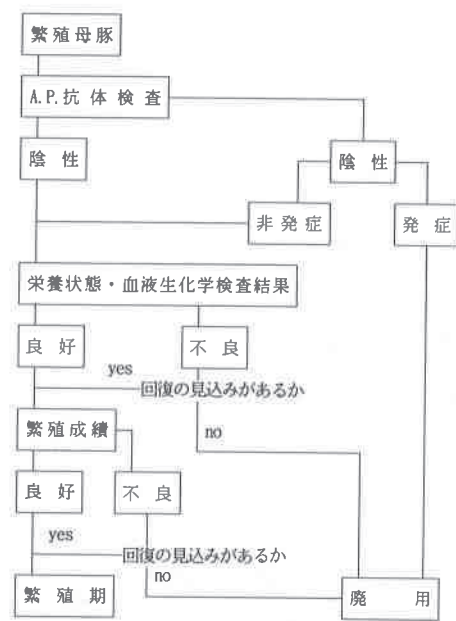 繁殖母豚
A.P.抗体検査
陰性
陰性
非発症
発症
栄養状態・血液生化学検査結果
良好
不良
yes
回復の見込みがあるか
繁殖成績
no
良好
不良
yes
回復の見込みがあるか
no
繁殖期
廃用